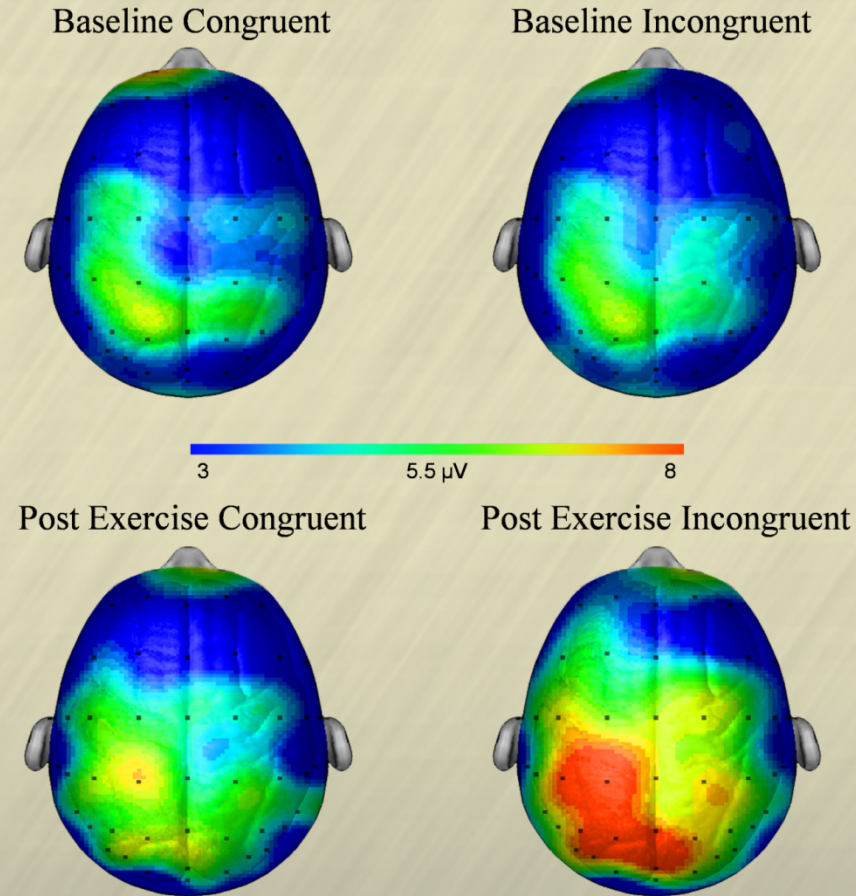 Baseline Congruent
Baseline Incongruent
3 5.5 µV 8
Post Exercise Congruent
Post Exercise Incongruent